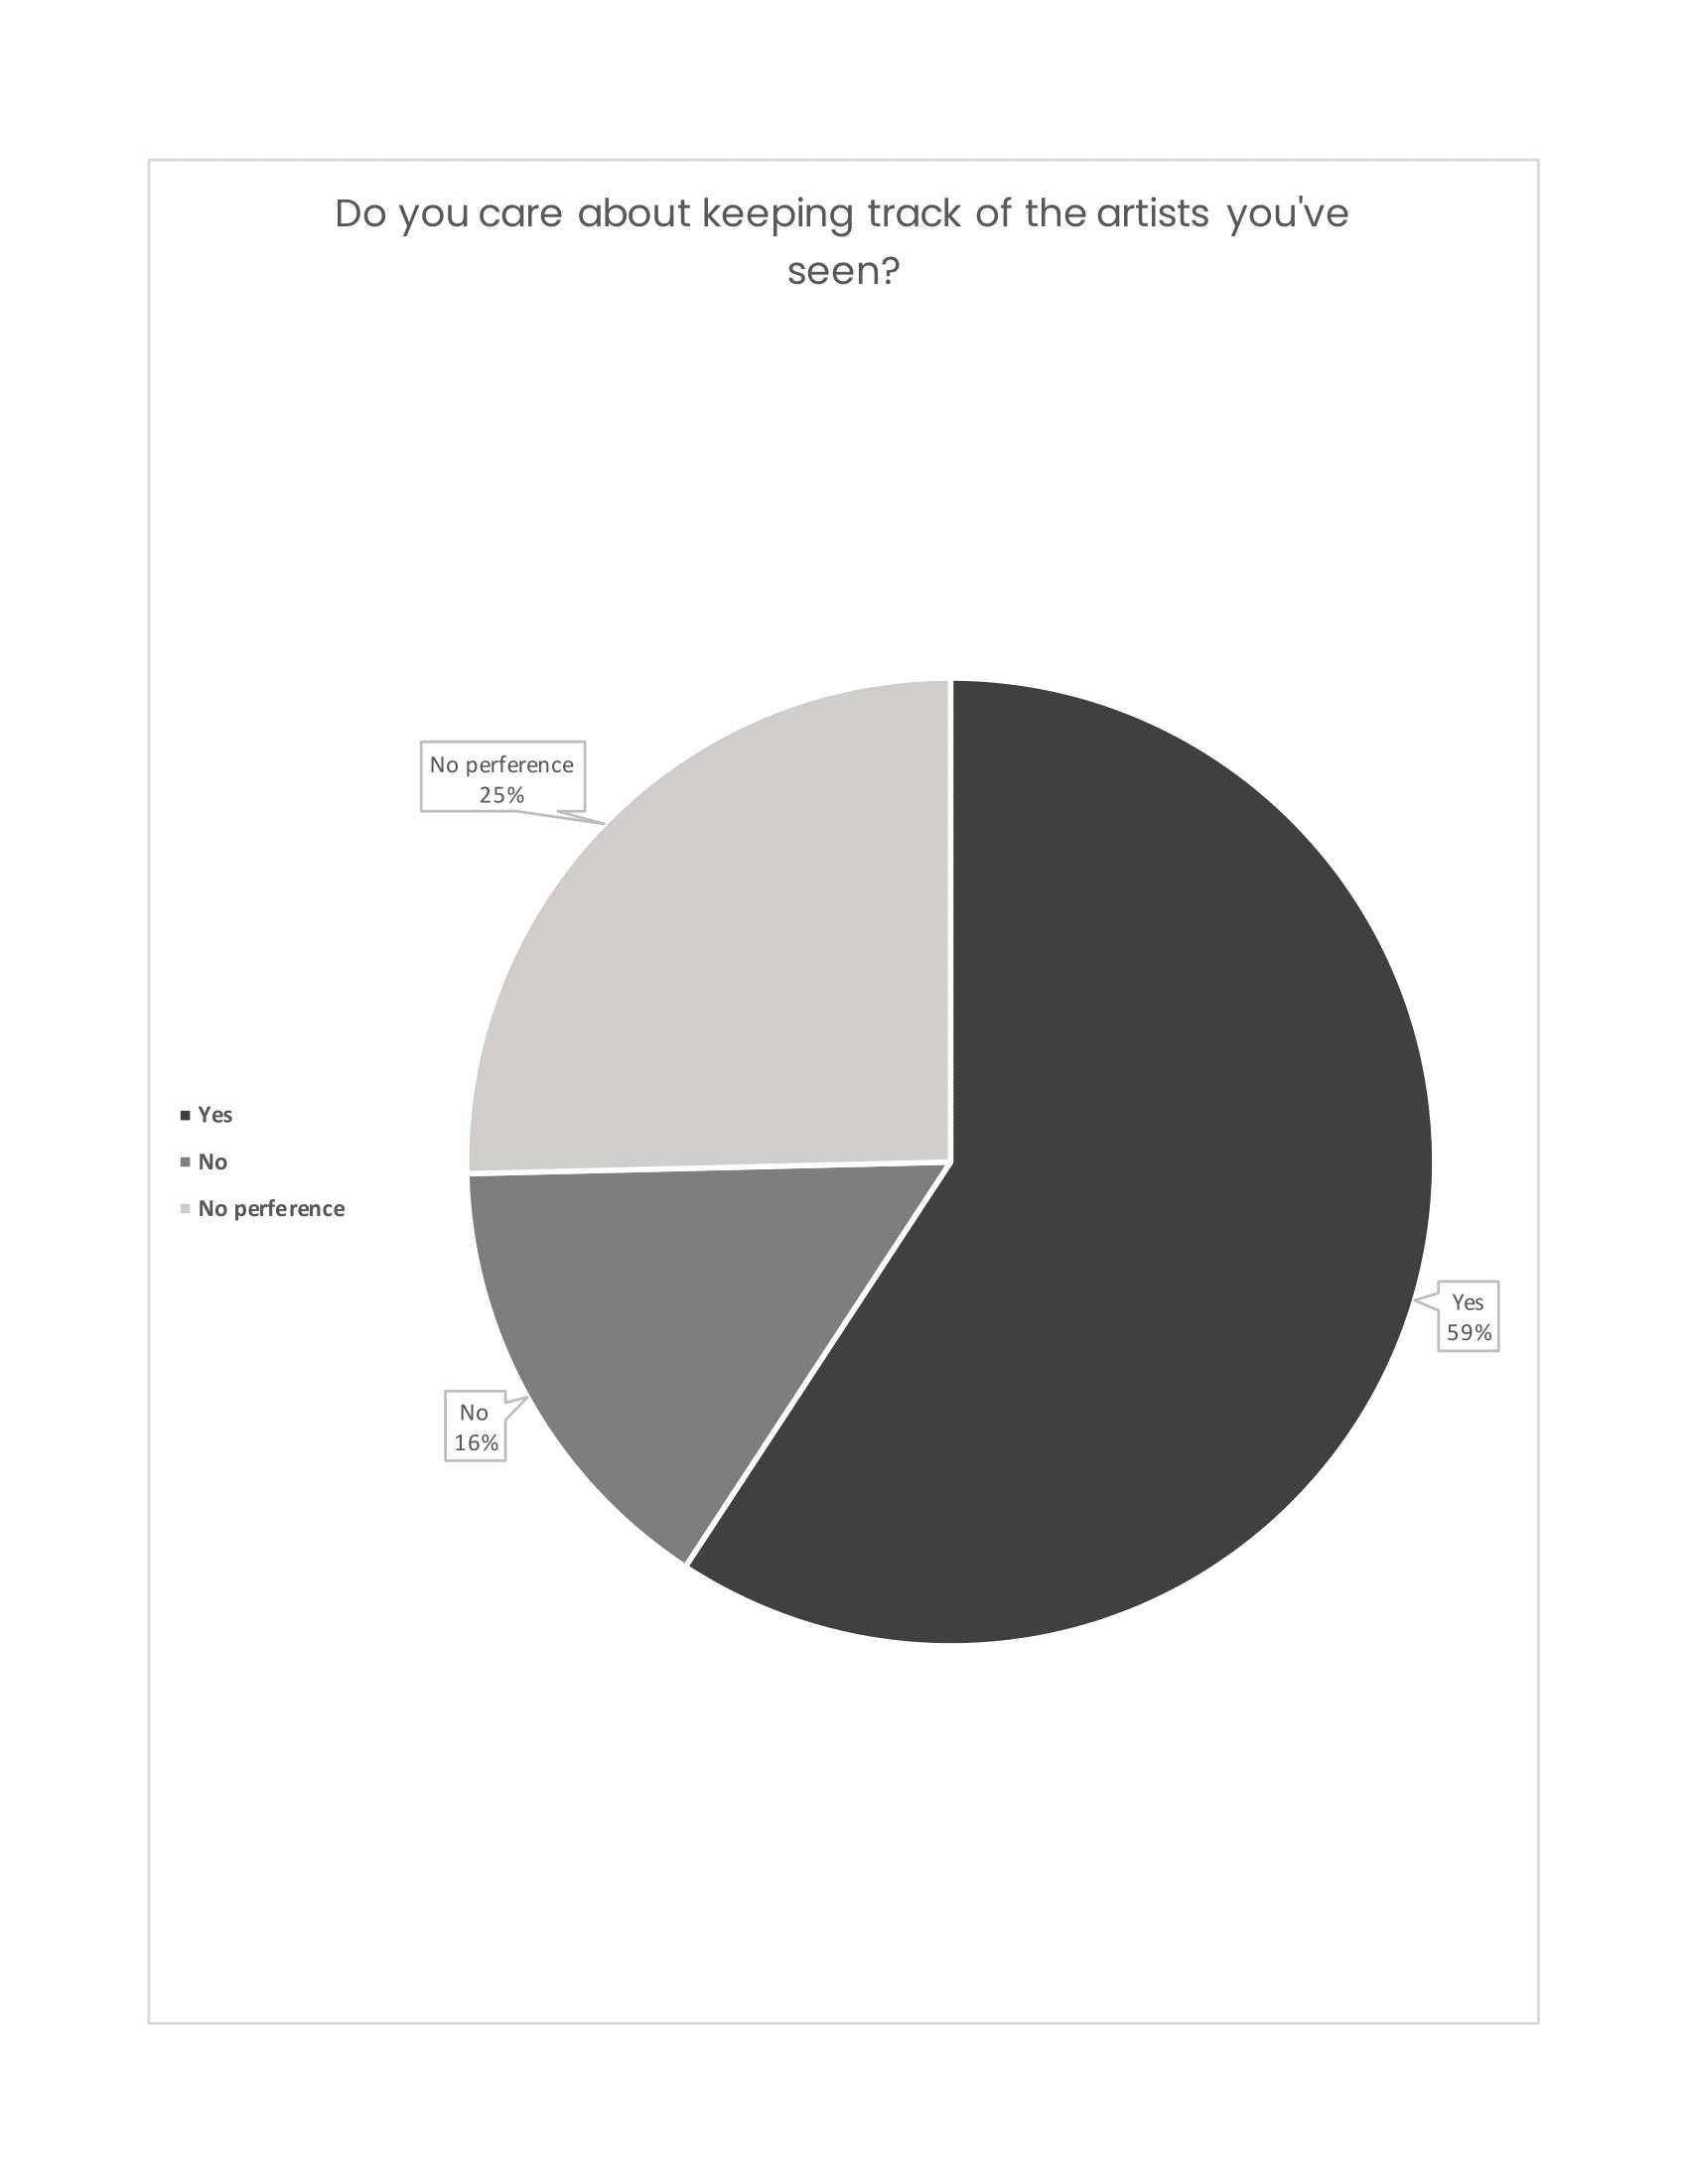 Do you care about keeping track of the artists you've
seen?
No perference
25%
Yes
No
No perference
Yes
59%
No
16%